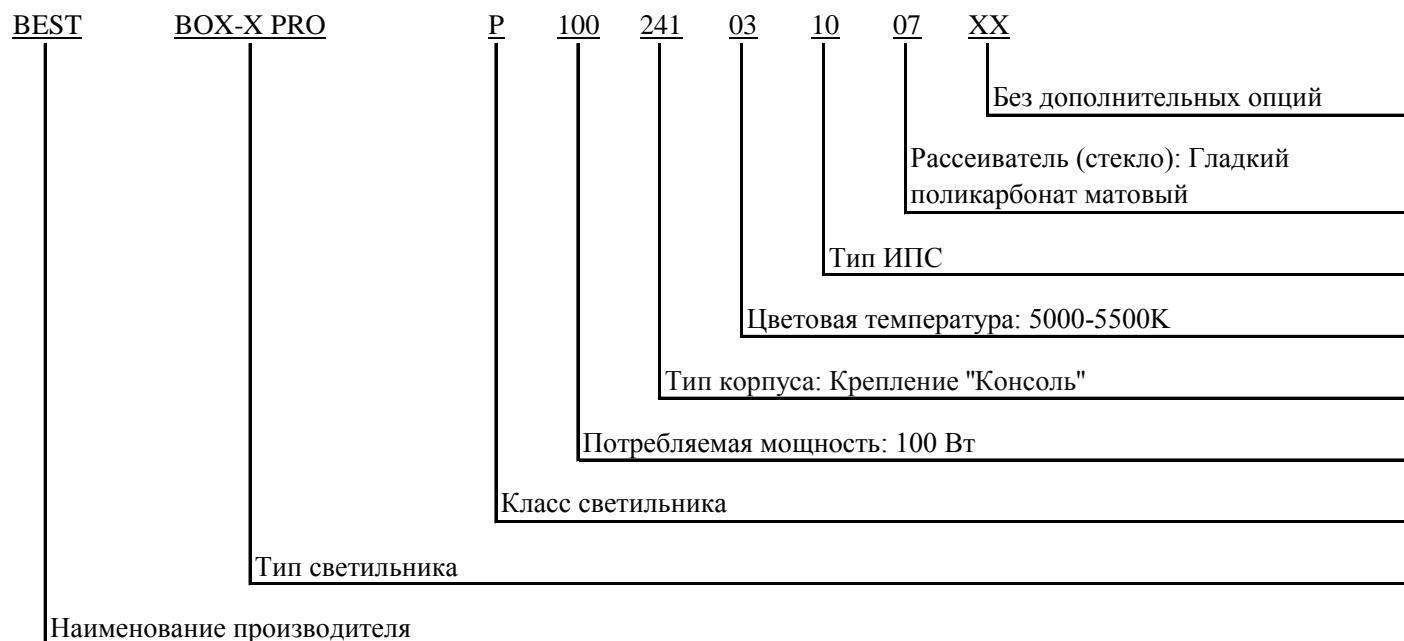 BEST BOX-X PRO P 100 241 03 10 07 XX
Без дополнительных опций
Рассеиватель (стекло): Гладкий
поликарбонат матовый
Тип ИПС
Цветовая температура: 5000-5500K
Тип корпуса: Крепление "Консоль"
Потребляемая мощность: 100 Вт
Класс светильника
Тип светильника
Наименование производителя